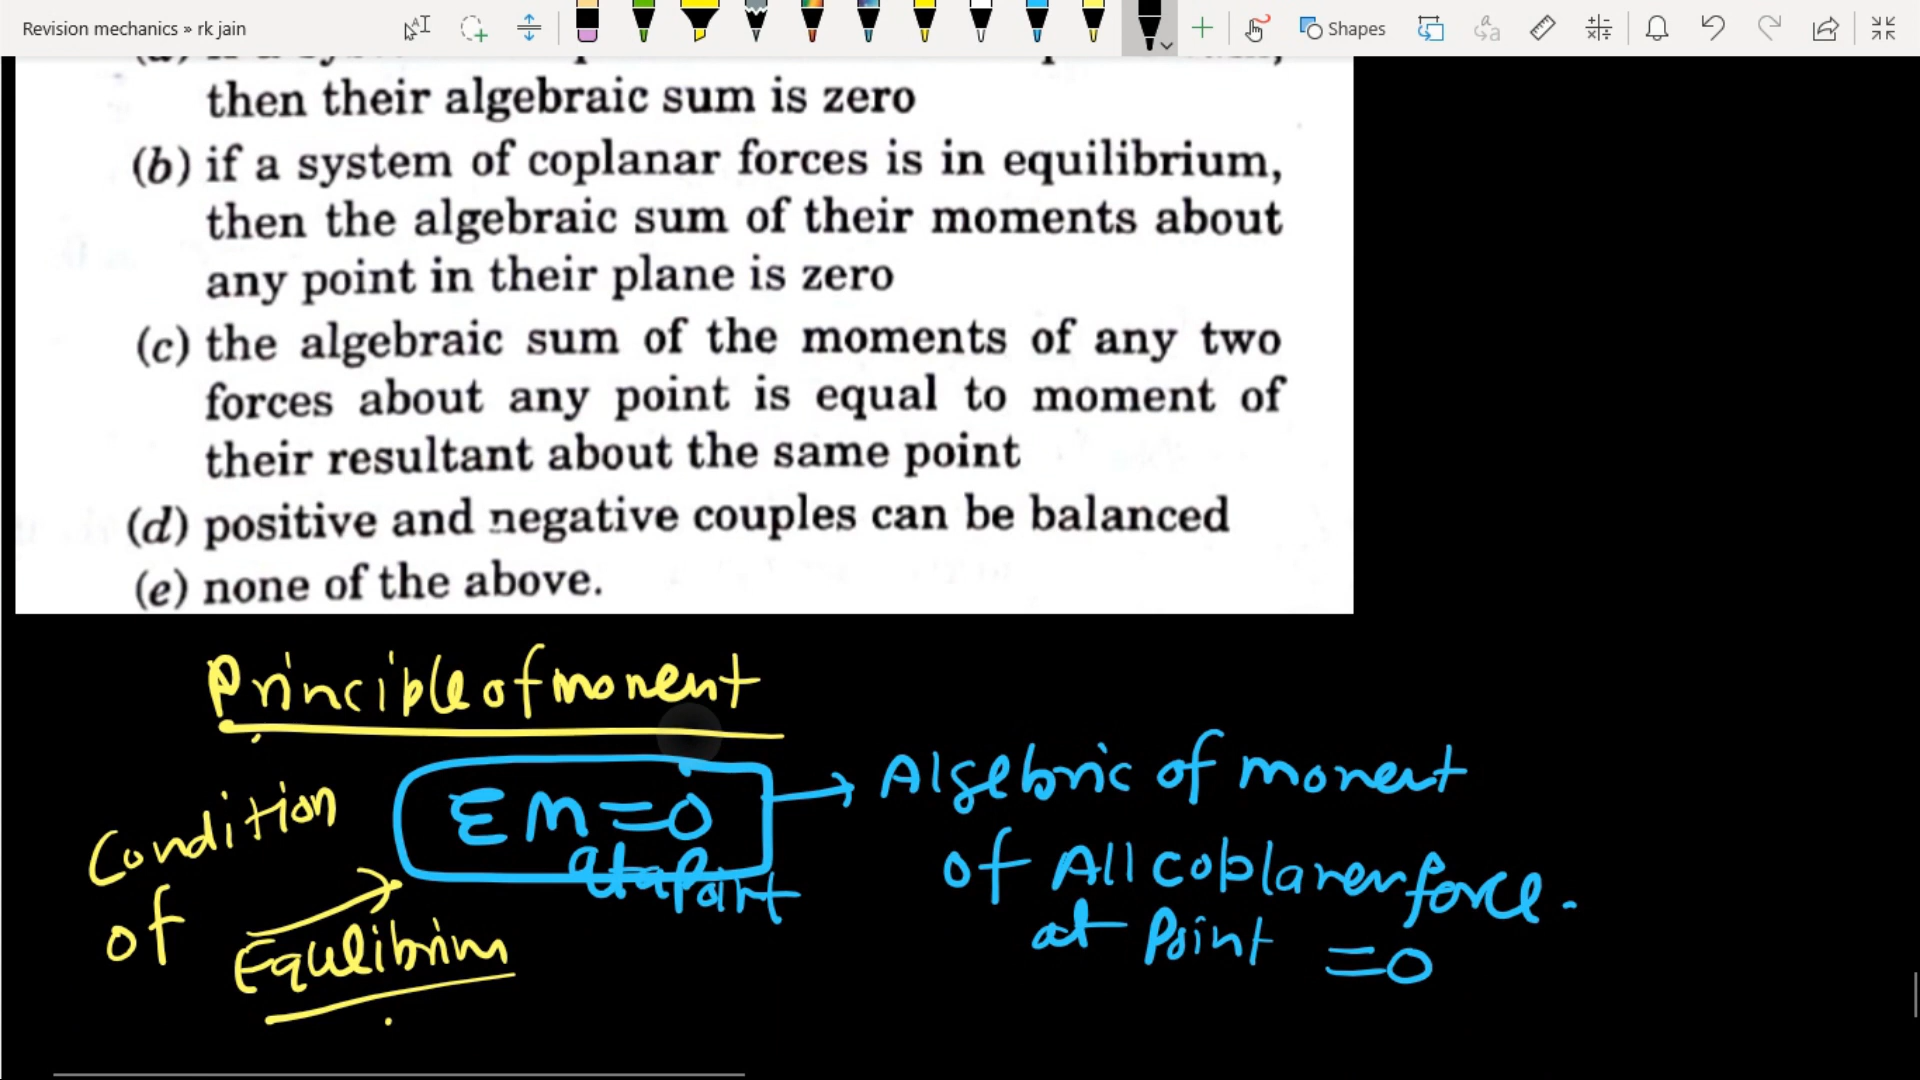 Revision mechanics » rk jain
Shapes
then their algebraic sum is zero
(b) if a system of coplanar forces is in equilibrium,
then the algebraic sum of their moments about
any point in their plane is zero
(c) the algebraic sum of the moments of any two
forces about any point is equal to moment of
their resultant about the same point
(d) positive and negative couples can be balanced
(e) none of the above.
Principle of moment
Condition
of
Equlibrim
ΣM=0
at a Point
Algebric of moment
of All coplaner force.
at Point =0